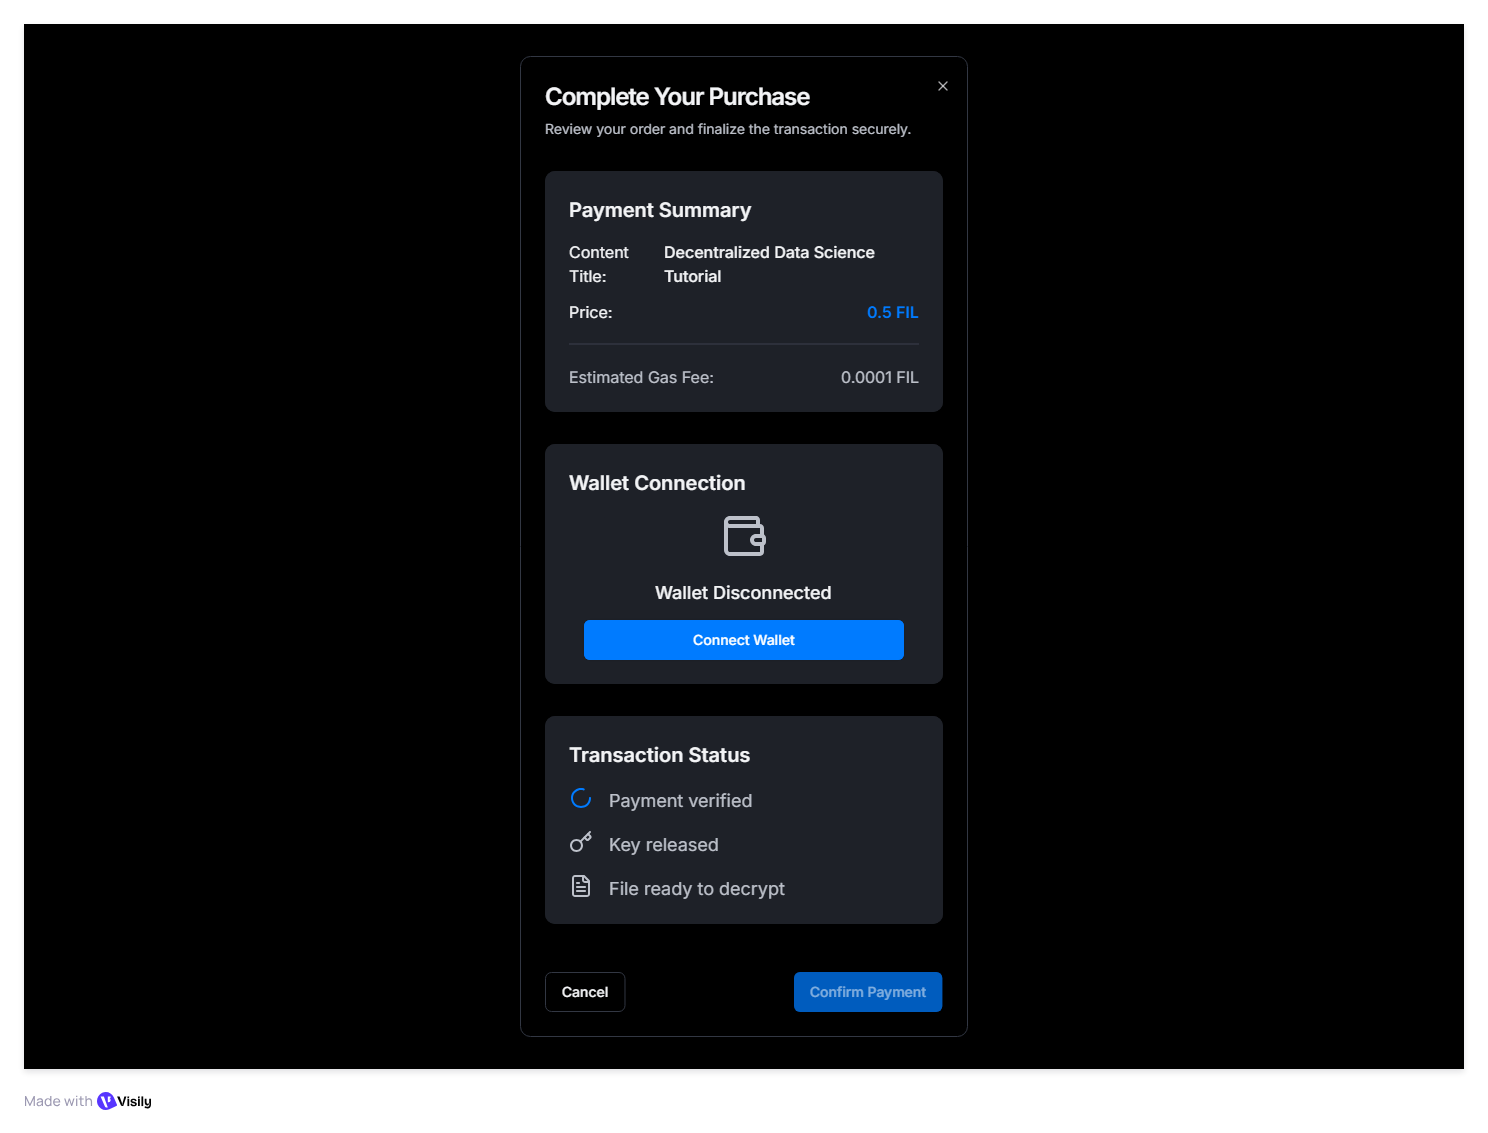 Complete Your Purchase
Review your order and finalize the transaction securely.
Payment Summary
Content Title: Decentralized Data Science Tutorial
Price: 0.5 FIL
Estimated Gas Fee: 0.0001 FIL
Wallet Connection
Wallet Disconnected
Connect Wallet
Transaction Status
Payment verified
Key released
File ready to decrypt
Cancel Confirm Payment
Made with Visily